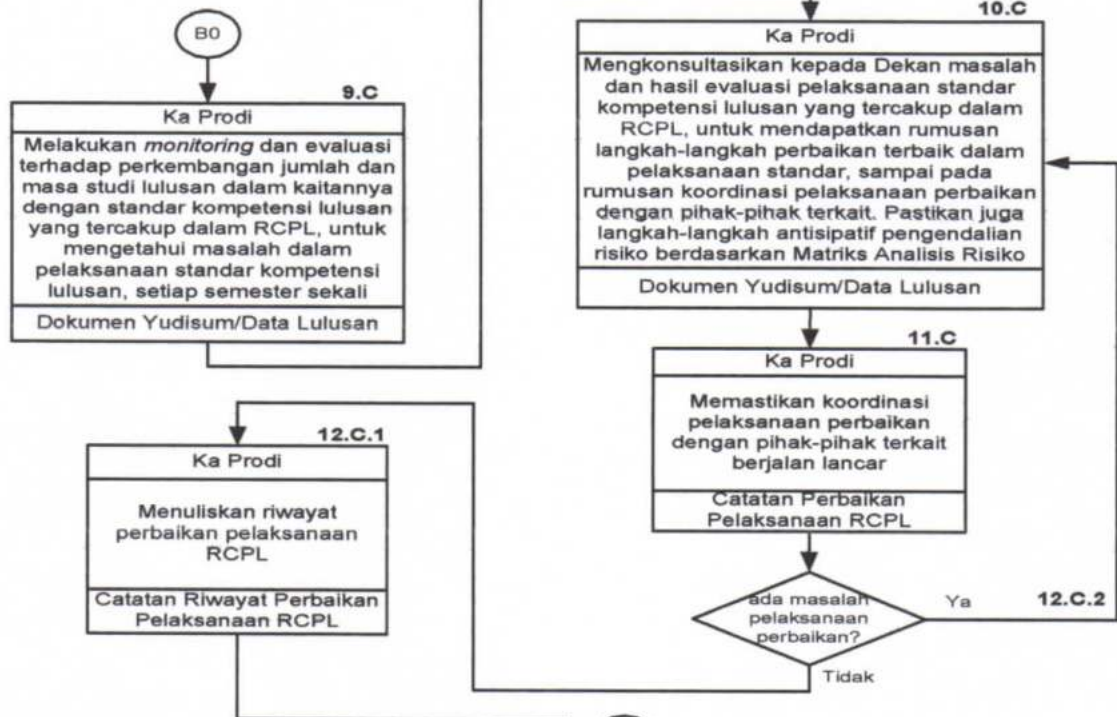 B0
9.C
Ka Prodi
Melakukan monitoring dan evaluasi
terhadap perkembangan jumlah dan
masa studi lulusan dalam kaitannya
dengan standar kompetensi lulusan
yang tercakup dalam RCPL, untuk
mengetahui masalah dalam
pelaksanaan standar kompetensi
lulusan, setiap semester sekali
Dokumen Yudisum/Data Lulusan
10.C
Ka Prodi
Mengkonsultasikan kepada Dekan masalah
dan hasil evaluasi pelaksanaan standar
kompetensi lulusan yang tercakup dalam
RCPL, untuk mendapatkan rumusan
langkah-langkah perbaikan terbaik dalam
pelaksanaan standar, sampai pada
rumusan koordinasi pelaksanaan perbaikan
dengan pihak-pihak terkait. Pastikan juga
langkah-langkah antisipatif pengendalian
risiko berdasarkan Matriks Analisis Risiko
Dokumen Yudisum/Data Lulusan
11.C
Ka Prodi
Memastikan koordinasi
pelaksanaan perbaikan
dengan pihak-pihak terkait
berjalan lancar
Catatan Perbaikan
Pelaksanaan RCPL
ada masalah
pelaksanaan
perbaikan?
Ya
12.C.2
Tidak
12.C.1
Ka Prodi
Menuliskan riwayat
perbaikan pelaksanaan
RCPL
Catatan Riwayat Perbaikan
Pelaksanaan RCPL